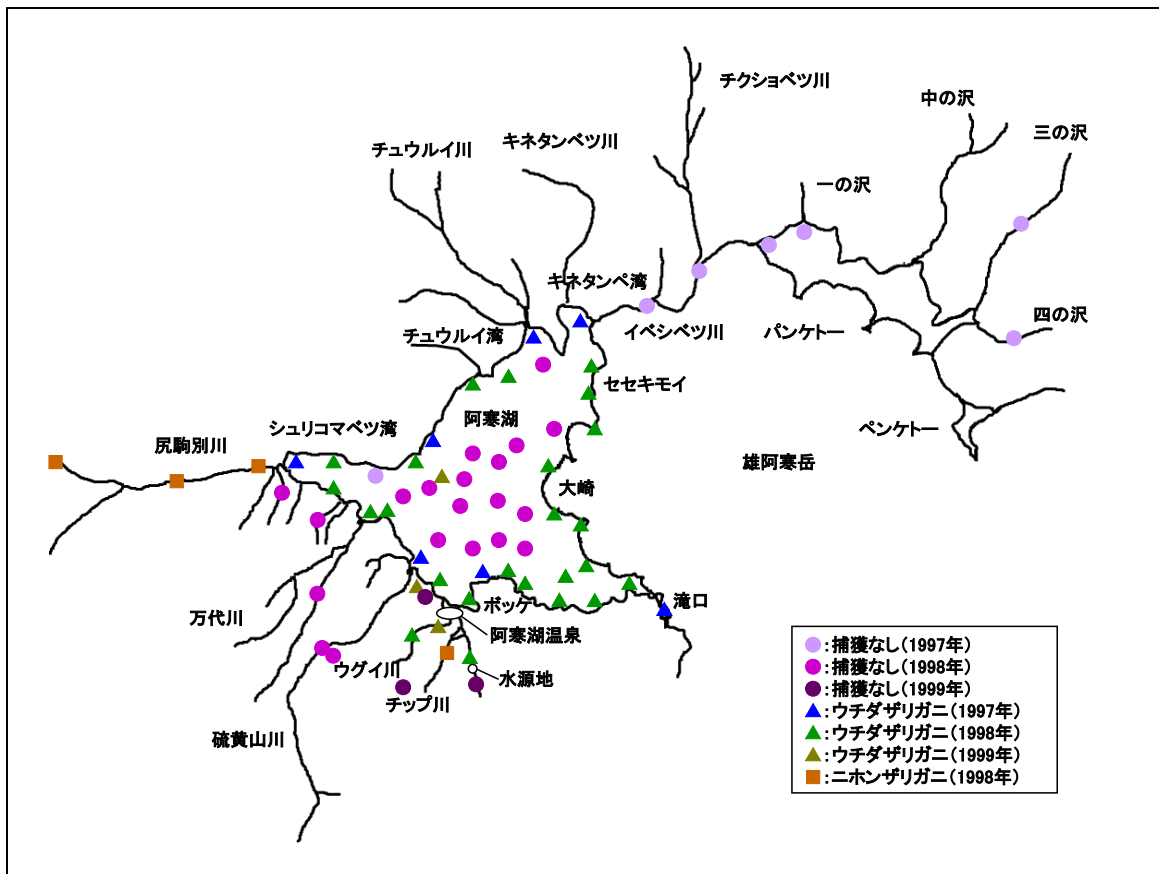 チクショベツ川
中の沢
三の沢
キネタンベツ川
チュウルイ川
一の沢
キネタンペ湾
四の沢
イベシベツ川
パンケトー
チュウルイ湾
セセキモイ
阿寒湖
シュリコマベツ湾
ペンケトー
尻駒別川
雄阿寒岳
大崎
滝口
ボッケ
万代川
阿寒湖温泉
ウグイ川
水源地
チップ川
硫黄山川
:捕獲なし(1997年)
:捕獲なし(1998年)
:捕獲なし(1999年)
:ウチダザリガニ(1997年)
:ウチダザリガニ(1998年)
:ウチダザリガニ(1999年)
:ニホンザリガニ(1998年)